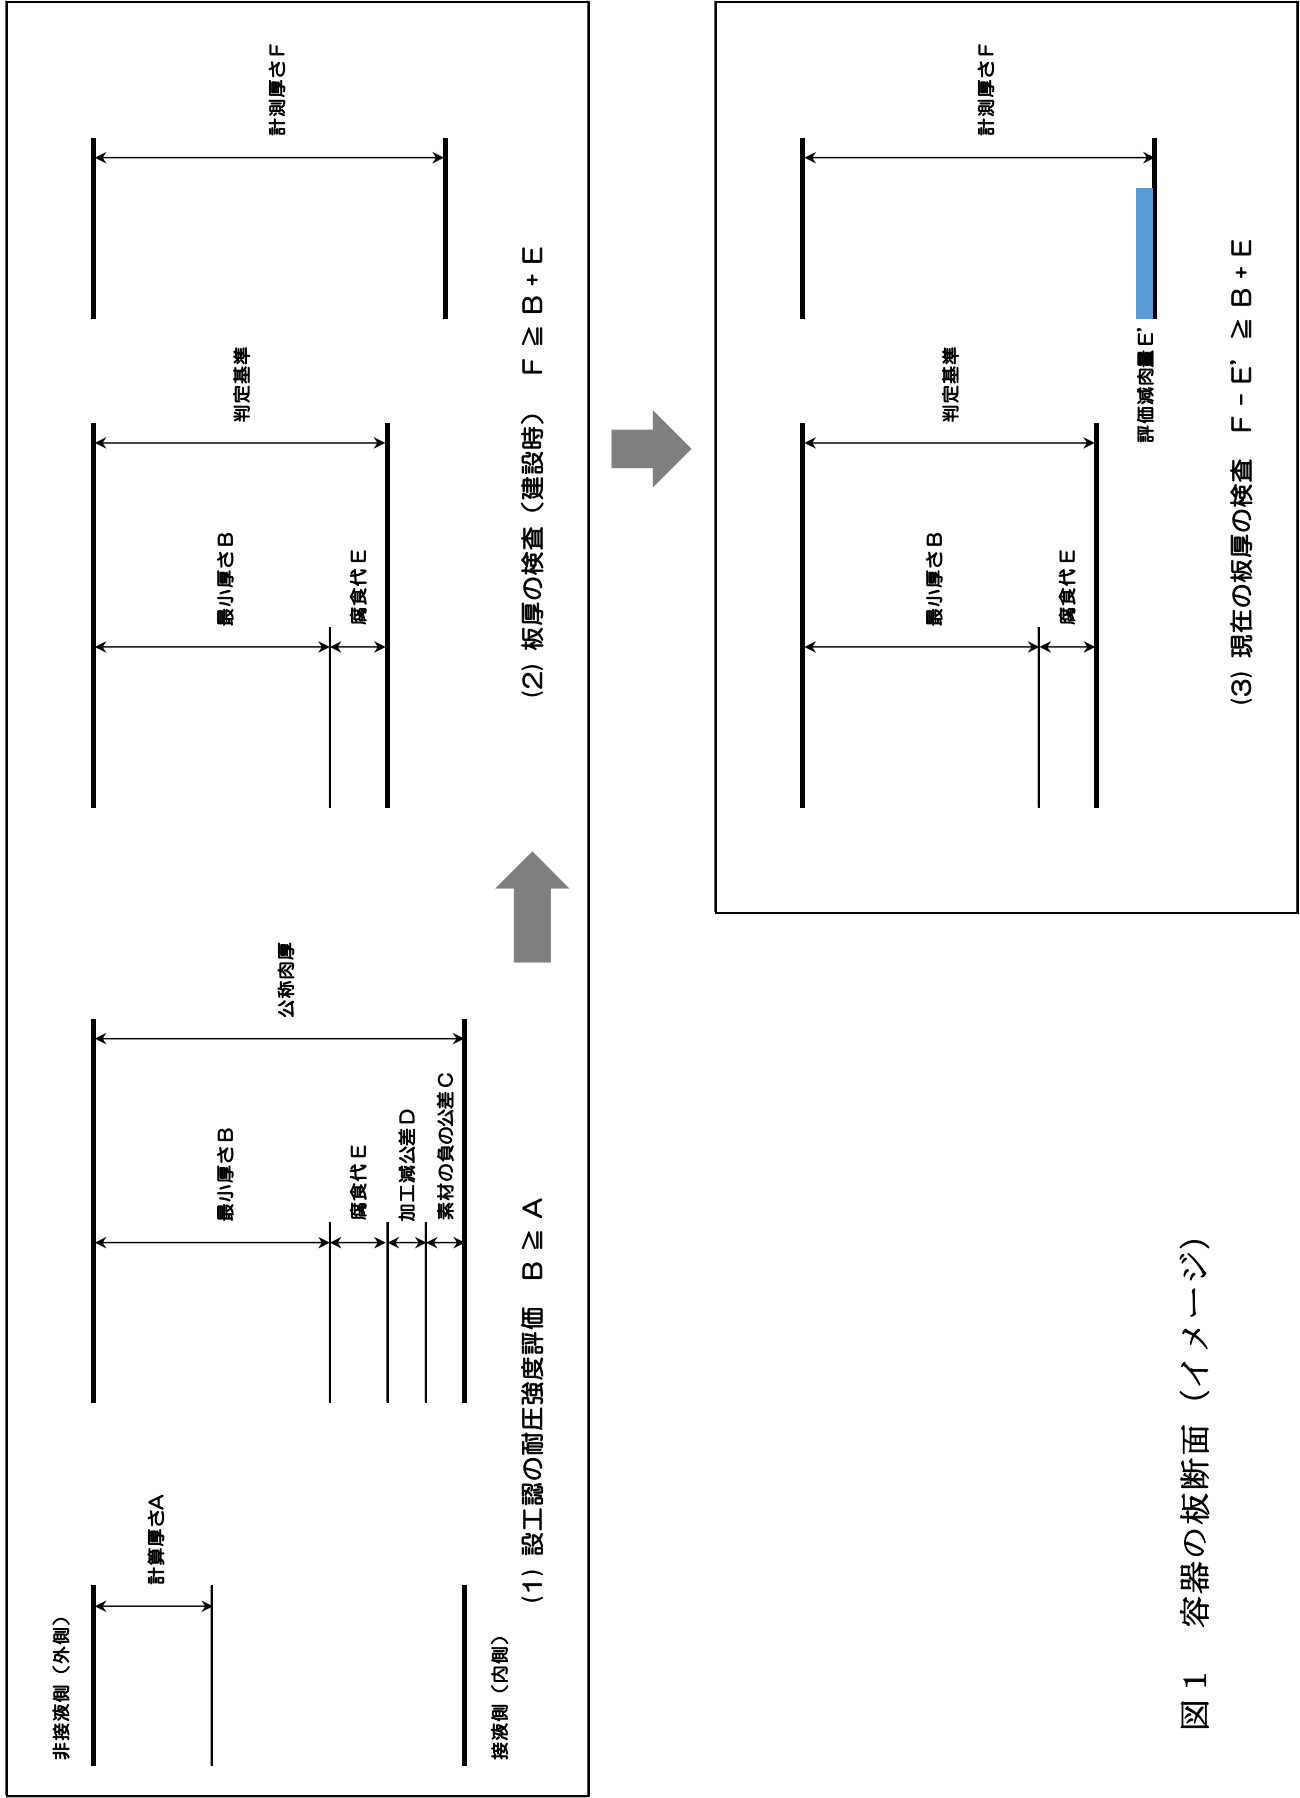 非接液側（外側）
計算厚さA
接液側（内側）
最小厚さB
腐食代E
加工減公差D
素材の負の公差C
公称肉厚
(1) 設工認の耐圧強度評価　B ≧ A
最小厚さB
腐食代E
判定基準
計測厚さF
(2) 板厚の検査（建設時）　F ≧ B + E
最小厚さB
腐食代E
判定基準
計測厚さF
評価減肉量E’
(3) 現在の板厚の検査　F − E’ ≧ B + E
図１　容器の板断面（イメージ）